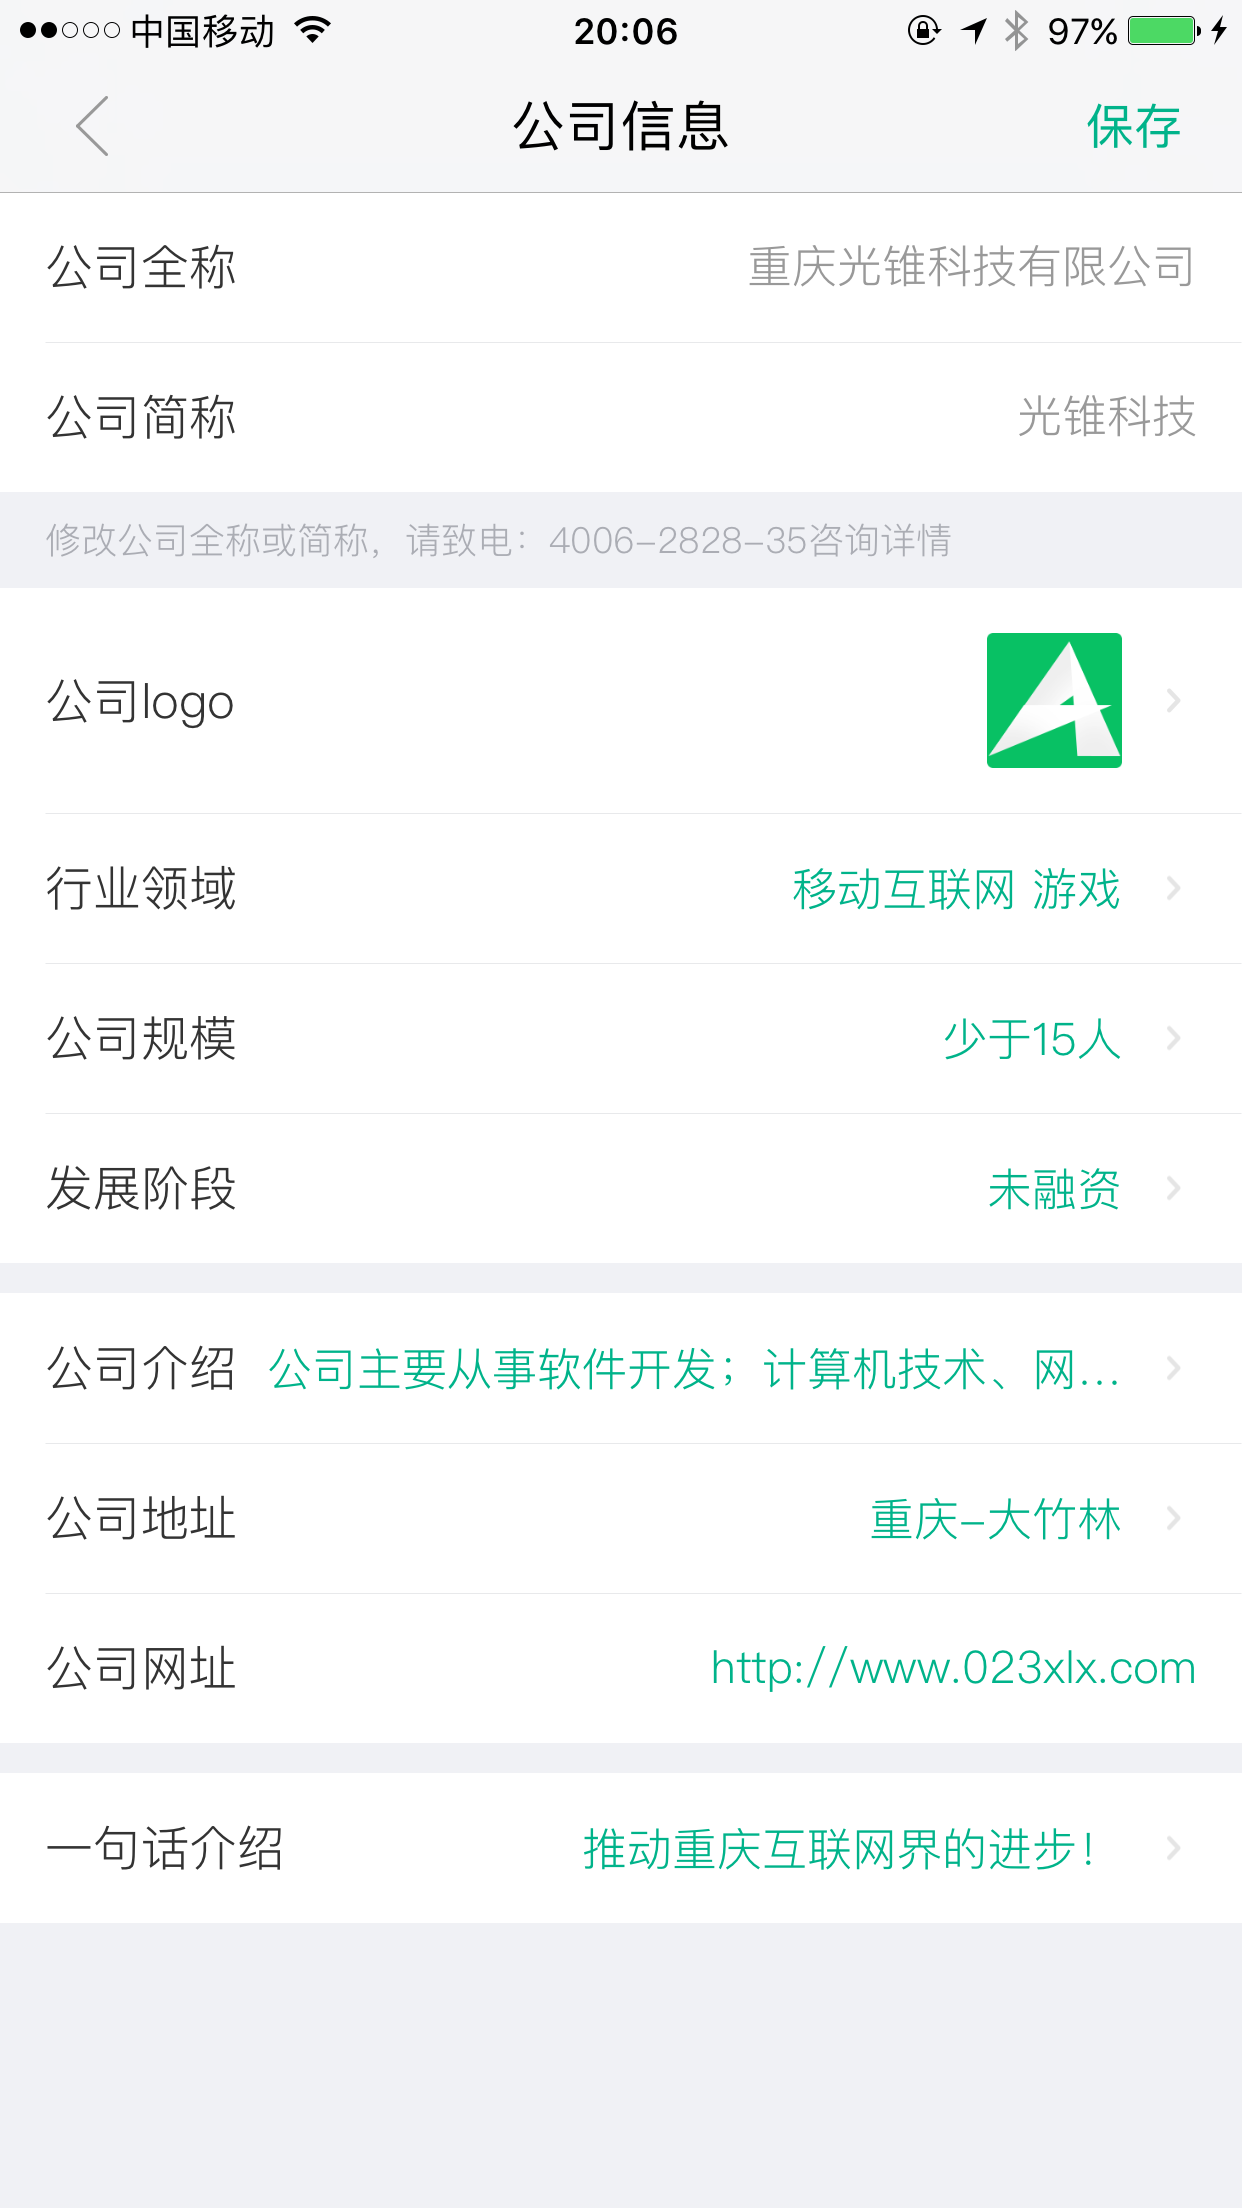 中国移动 20:06 97%
公司信息 保存
公司全称 重庆光锥科技有限公司
公司简称 光锥科技
修改公司全称或简称，请致电：4006-2828-35咨询详情
公司logo
行业领域 移动互联网 游戏
公司规模 少于15人
发展阶段 未融资
公司介绍 公司主要从事软件开发；计算机技术、网...
公司地址 重庆-大竹林
公司网址 http://www.023xlx.com
一句话介绍 推动重庆互联网界的进步！